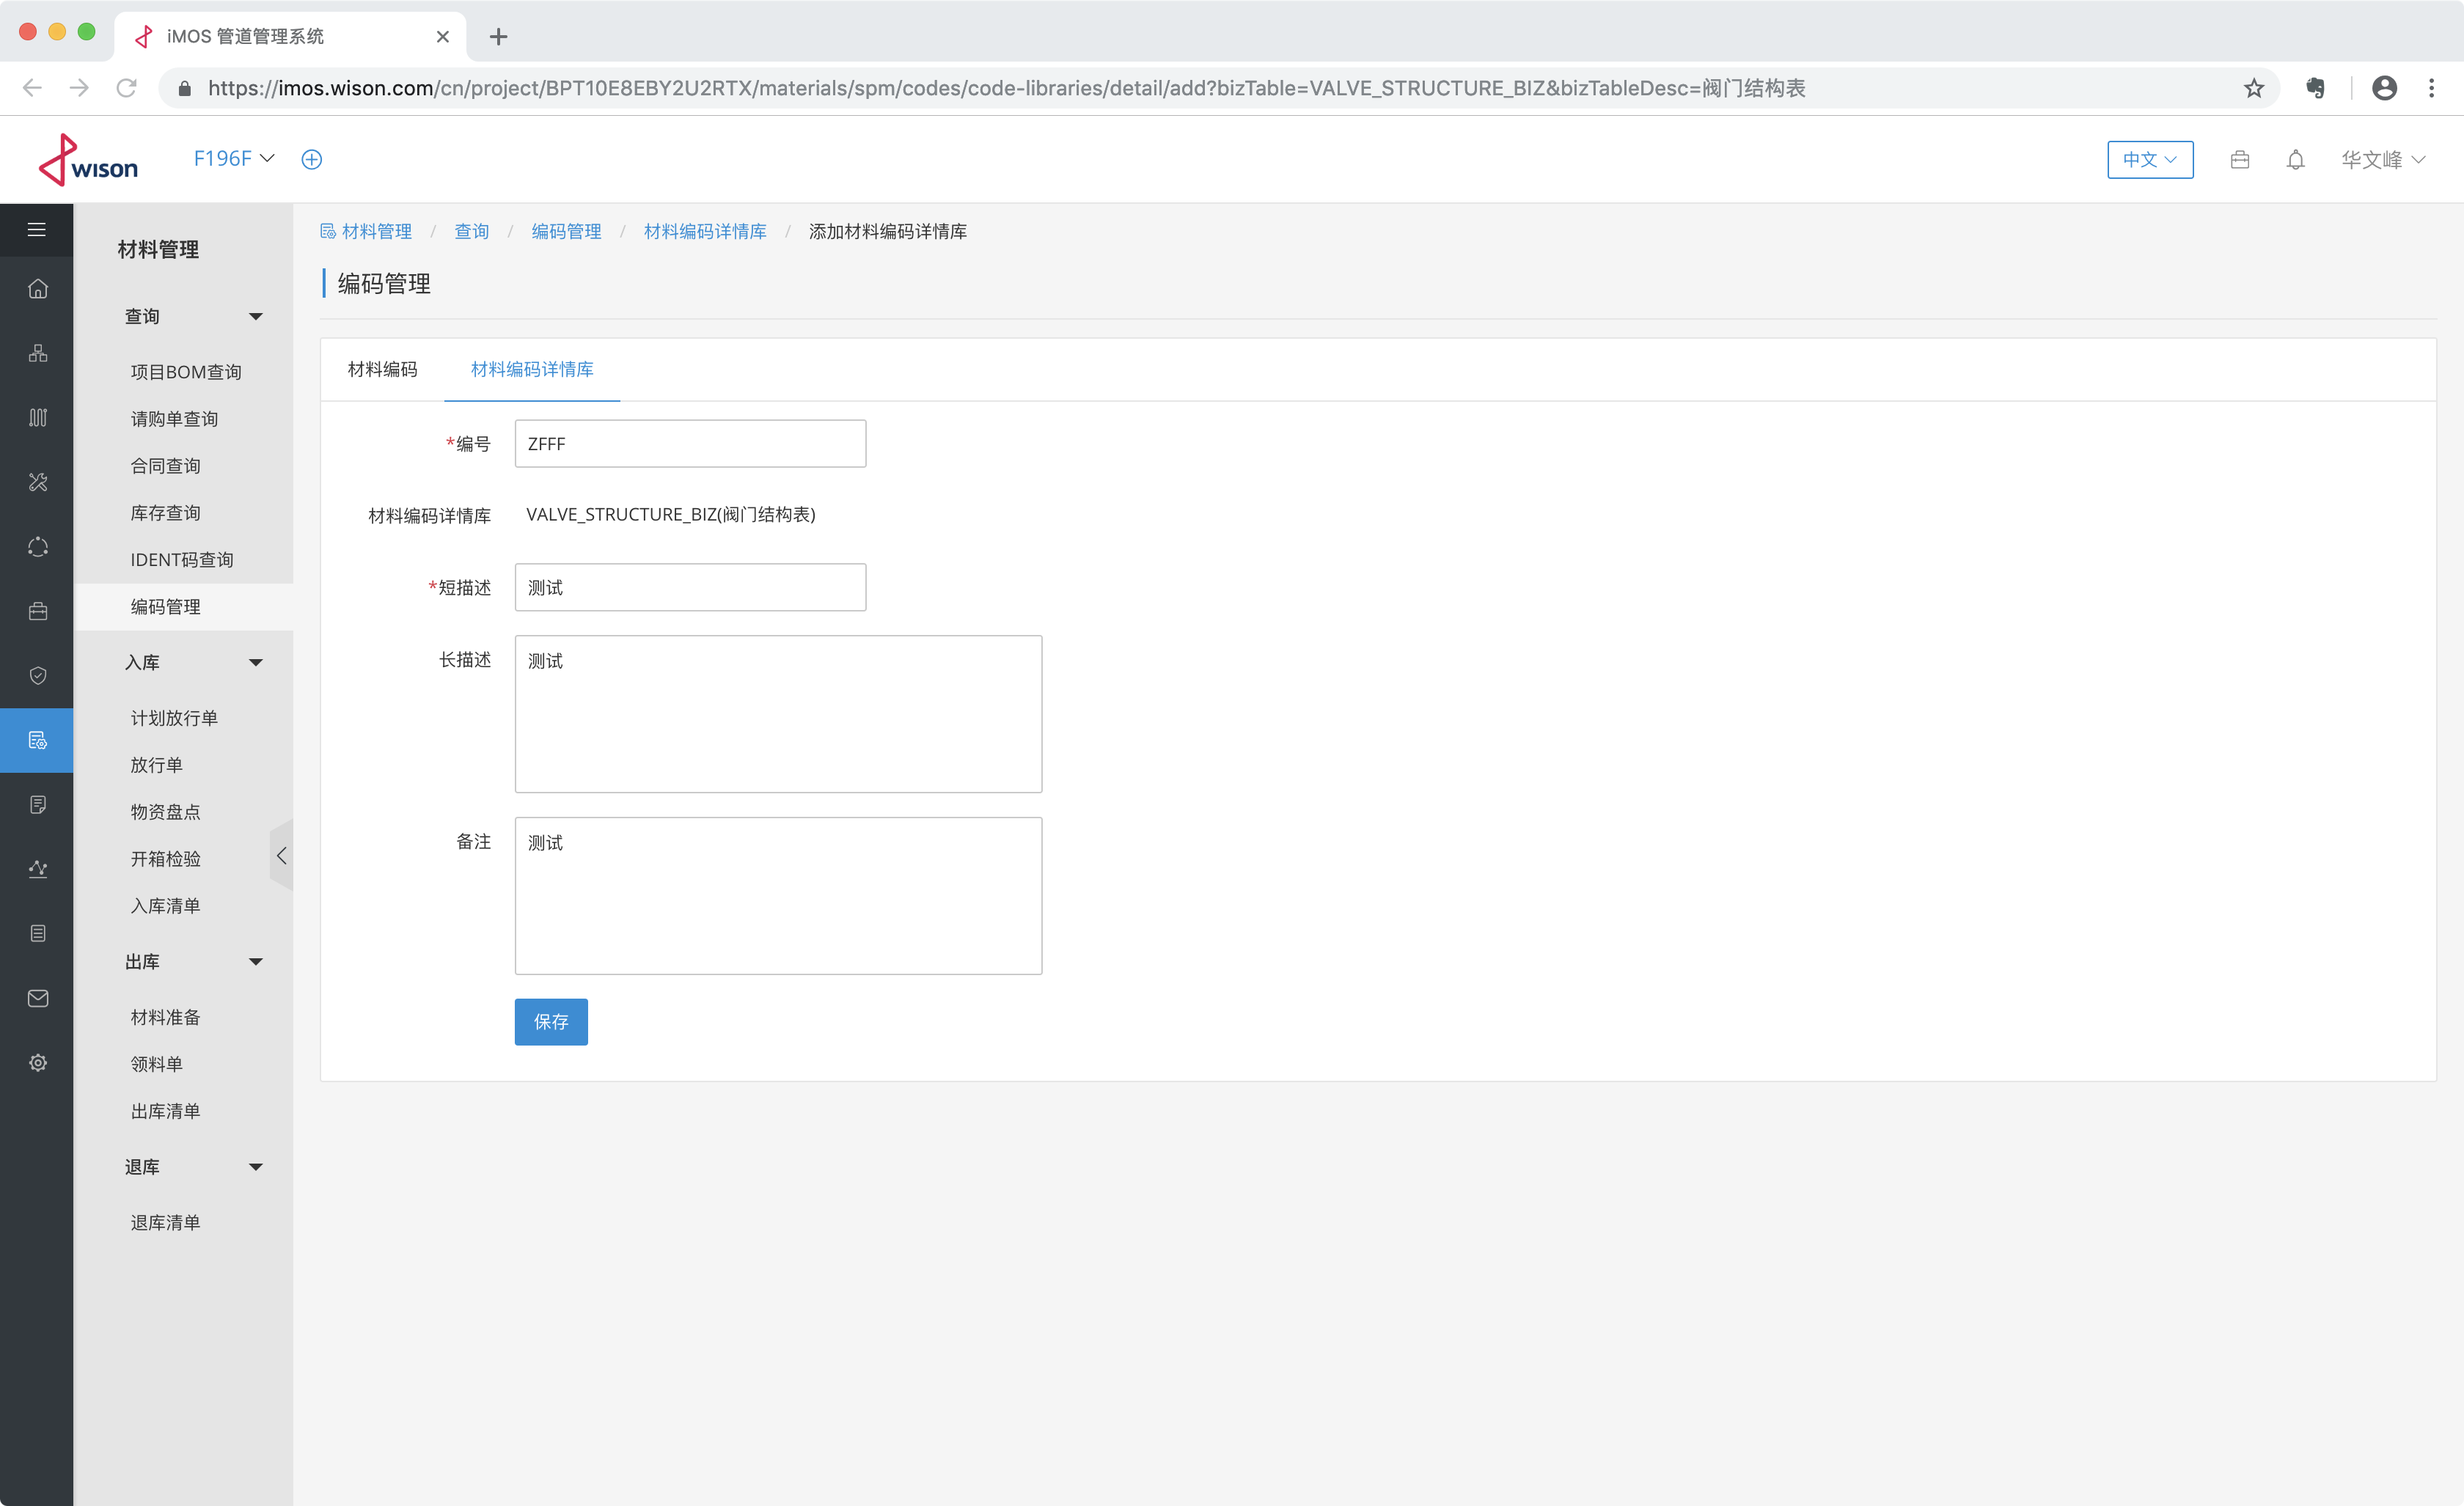 iMOS 管道管理系统
https://imos.wison.com/cn/project/BPT10E8EBY2U2RTX/materials/spm/codes/code-libraries/detail/add?bizTable=VALVE_STRUCTURE_BIZ&bizTableDesc=阀门结构表
wison
F196F
中文
华文峰
材料管理
查询
项目BOM查询
请购单查询
合同查询
库存查询
IDENT码查询
编码管理
入库
计划放行单
放行单
物资盘点
开箱检验
入库清单
出库
材料准备
领料单
出库清单
退库
退库清单
材料管理 / 查询 / 编码管理 / 材料编码详情库 / 添加材料编码详情库
编码管理
材料编码 材料编码详情库
*编号 ZFFF
材料编码详情库 VALVE_STRUCTURE_BIZ(阀门结构表)
*短描述 测试
长描述 测试
备注 测试
保存